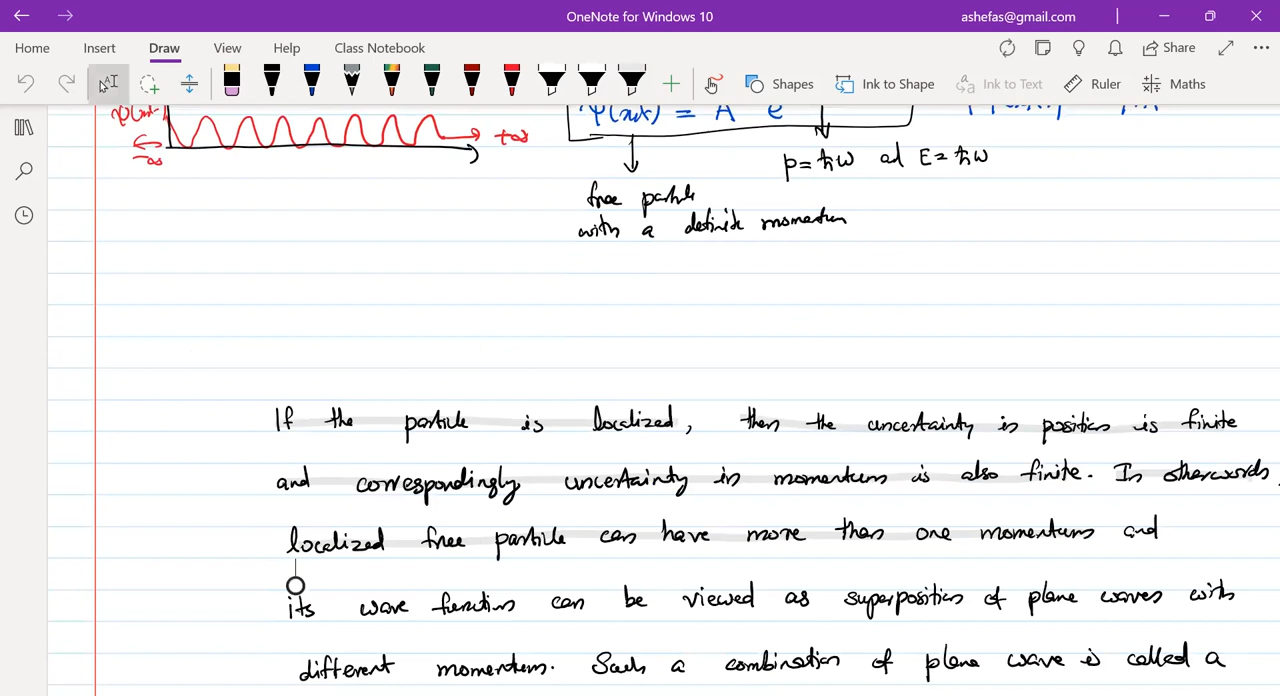 OneNote for Windows 10
ashefas@gmail.com
Home Insert Draw View Help Class Notebook
Share
Shapes Ink to Shape Ink to Text Ruler Maths
Ψ(x,t) = A e
+∞
-∞
p = ħω ad E = ħω
free particle
with a definite momentum
If the particle is localized, then the uncertainty in position is finite
and correspondingly uncertainty in momentum is also finite. In otherwords,
localized free particle can have more than one momentum and
its wave function can be viewed as superposition of plane waves with
different momentum. Such a combination of plane wave is called a